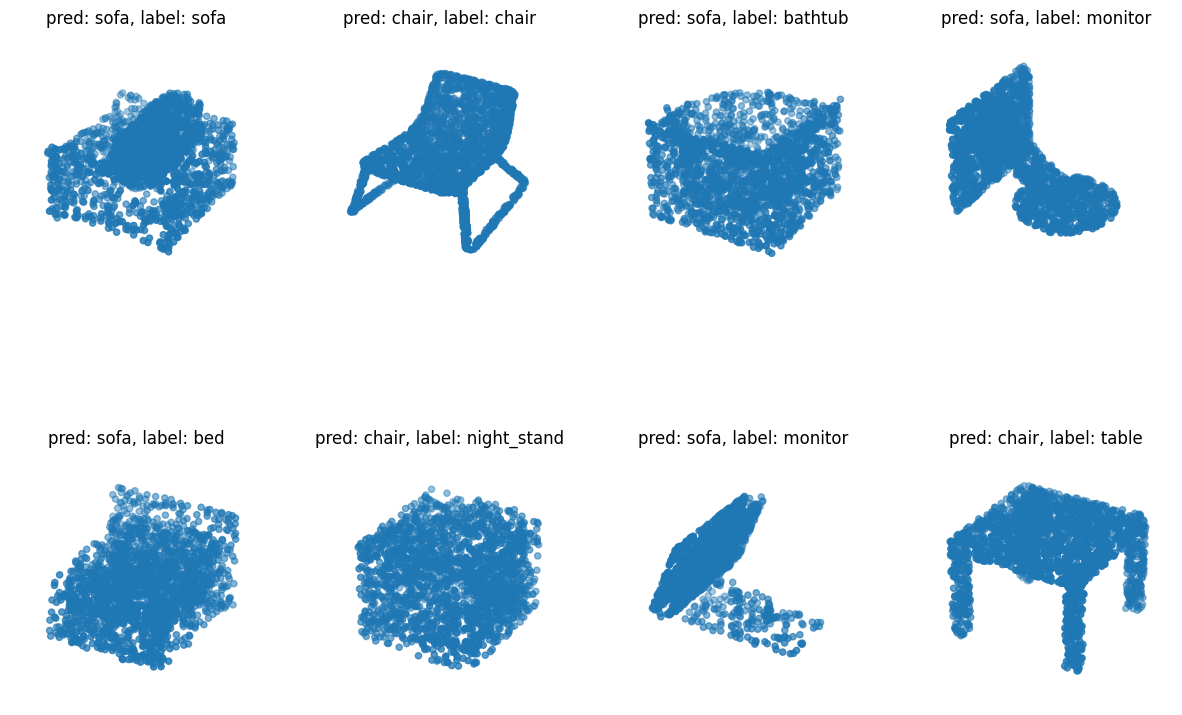 pred: sofa, label: sofa
pred: chair, label: chair
pred: sofa, label: bathtub
pred: sofa, label: monitor
pred: sofa, label: bed
pred: chair, label: night_stand
pred: sofa, label: monitor
pred: chair, label: table